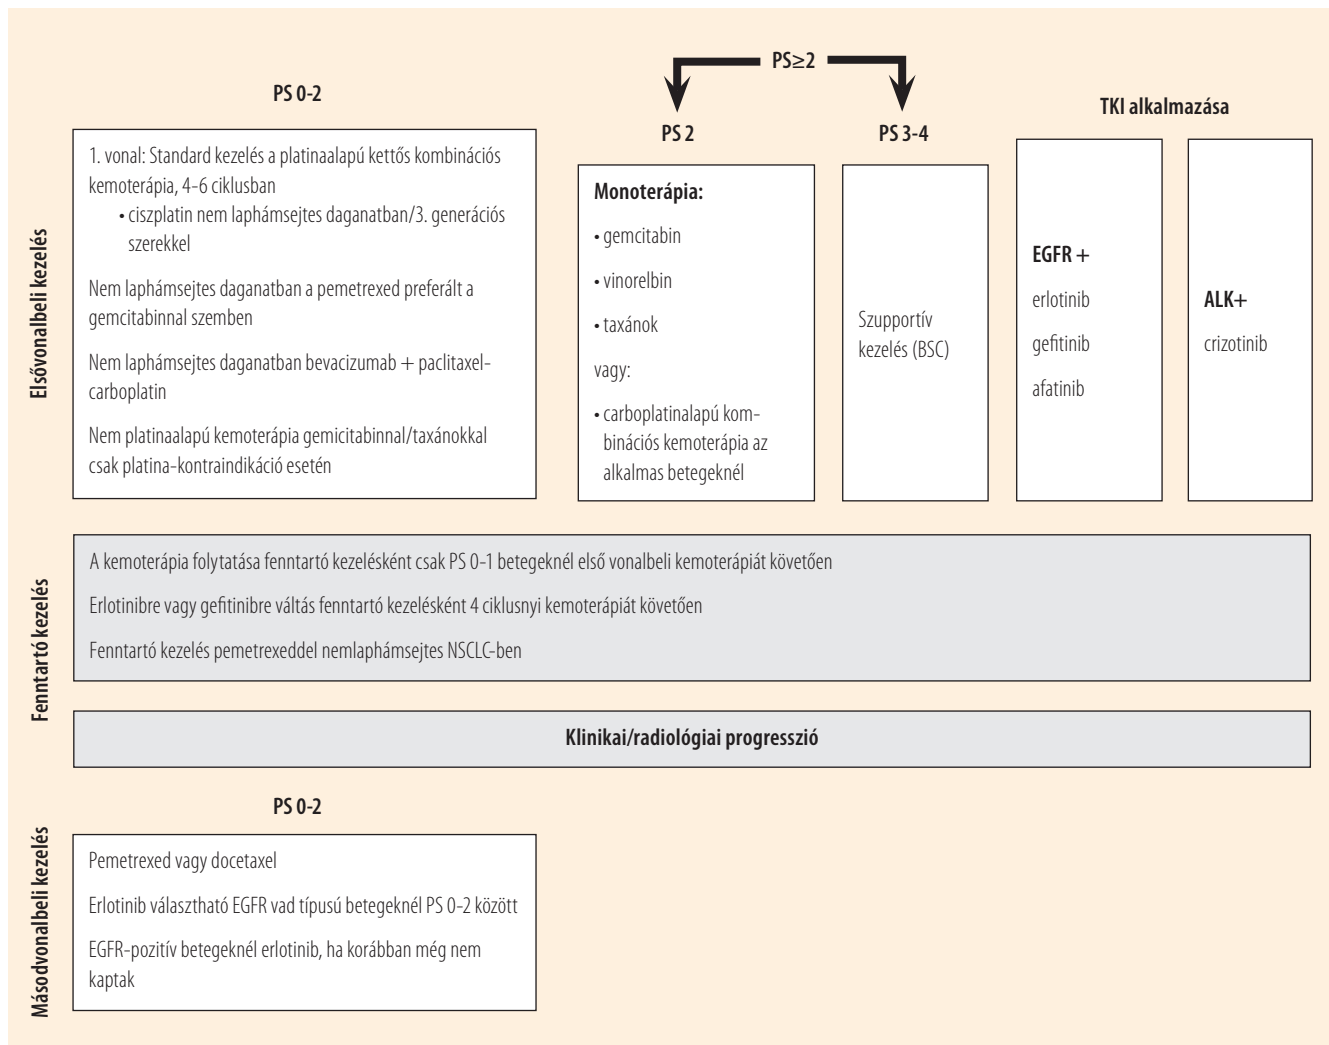 PS≥2
PS 0-2
PS 2
PS 3-4
TKI alkalmazása
Elsővonalbeli kezelés
1. vonal: Standard kezelés a platinaalapú kettős kombinációs
kemoterápia, 4-6 ciklusban
• ciszplatin nem laphámsejtes daganatban/3. generációs
szerekkel
Nem laphámsejtes daganatban a pemetrexed preferált a
gemcitabinnal szemben
Nem laphámsejtes daganatban bevacizumab + paclitaxel-
carboplatin
Nem platinaalapú kemoterápia gemicitabinnal/taxánokkal
csak platina-kontraindikáció esetén
Monoterápia:
• gemcitabin
• vinorelbin
• taxánok
vagy:
• carboplatinalapú kom-
binációs kemoterápia az
alkalmas betegeknél
Szupportív
kezelés (BSC)
EGFR +
erlotinib
gefitinib
afatinib
ALK+
crizotinib
Fenntartó kezelés
A kemoterápia folytatása fenntartó kezelésként csak PS 0-1 betegeknél első vonalbeli kemoterápiát követően
Erlotinibre vagy gefitinibre váltás fenntartó kezelésként 4 ciklusnyi kemoterápiát követően
Fenntartó kezelés pemetrexeddel nemlaphámsejtes NSCLC-ben
Klinikai/radiológiai progresszió
Másodvonalbeli kezelés
PS 0-2
Pemetrexed vagy docetaxel
Erlotinib választható EGFR vad típusú betegeknél PS 0-2 között
EGFR-pozitív betegeknél erlotinib, ha korábban még nem
kaptak